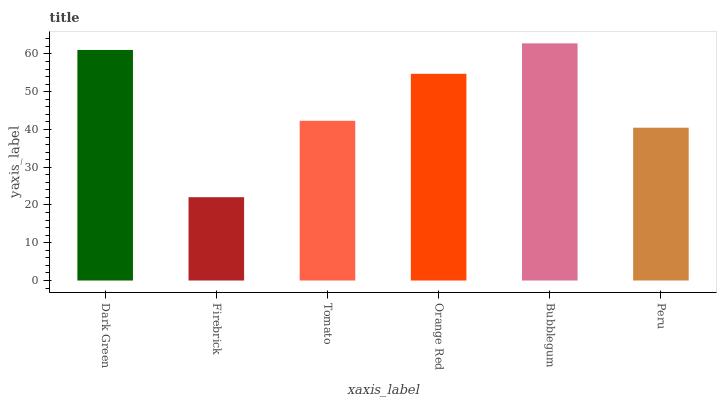 title
yaxis_label
60
50
40
30
20
10
0
Dark Green
Firebrick
Tomato
Orange Red
Bubblegum
Peru
xaxis_label